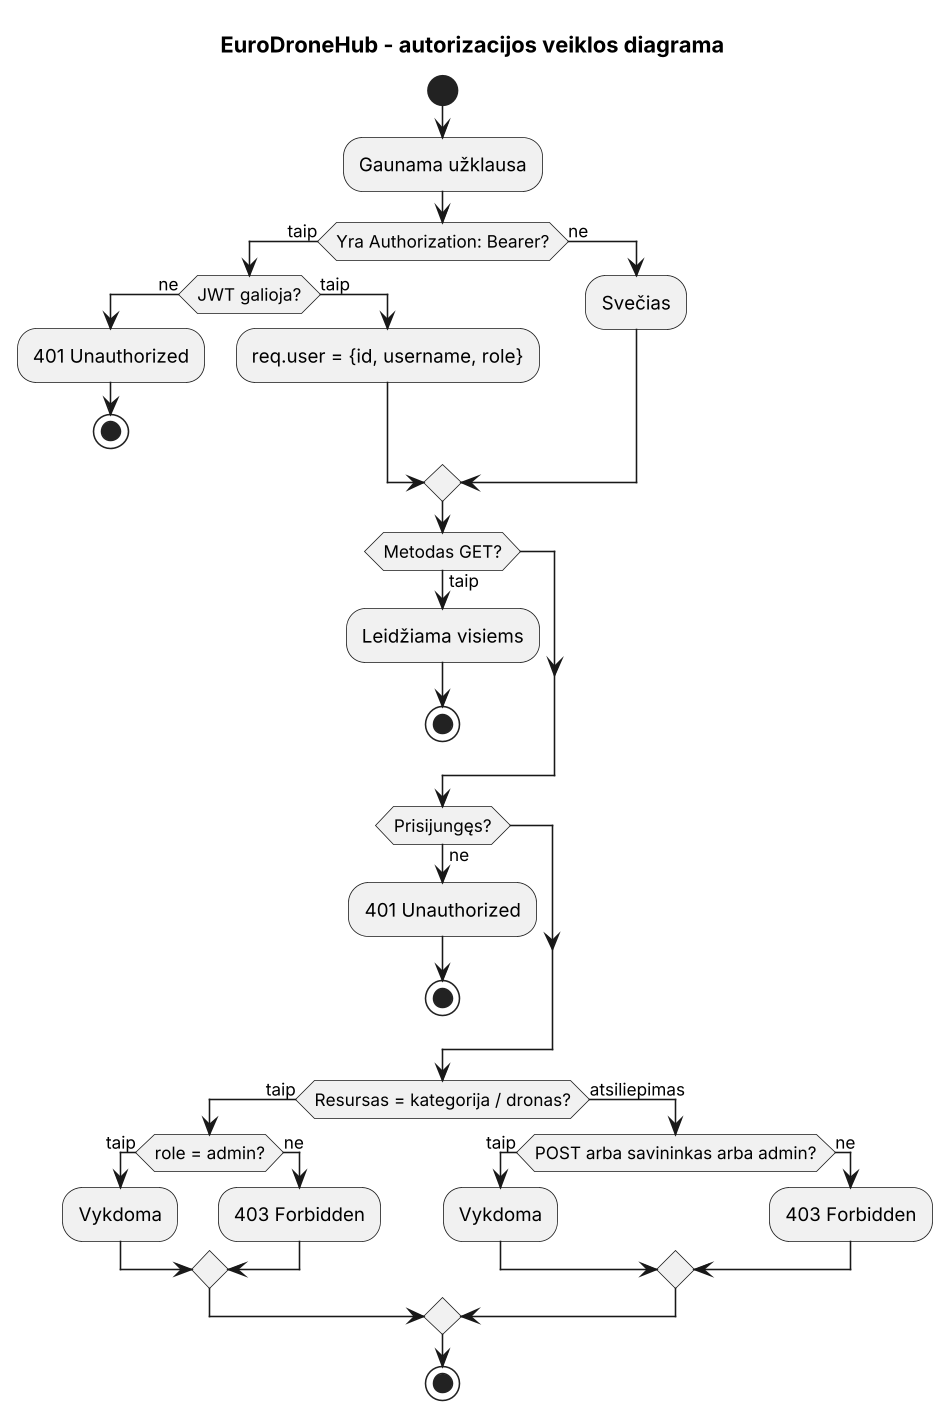 EuroDroneHub - autorizacijos veiklos diagrama
Gaunama užklausa
Yra Authorization: Bearer?
taip
ne
JWT galioja?
ne
taip
Svečias
401 Unauthorized
req.user = {id, username, role}
Metodas GET?
taip
Leidžiama visiems
Prisijungęs?
ne
401 Unauthorized
Resursas = kategorija / dronas?
taip
atsiliepimas
role = admin?
taip
ne
POST arba savininkas arba admin?
taip
ne
Vykdoma
403 Forbidden
Vykdoma
403 Forbidden